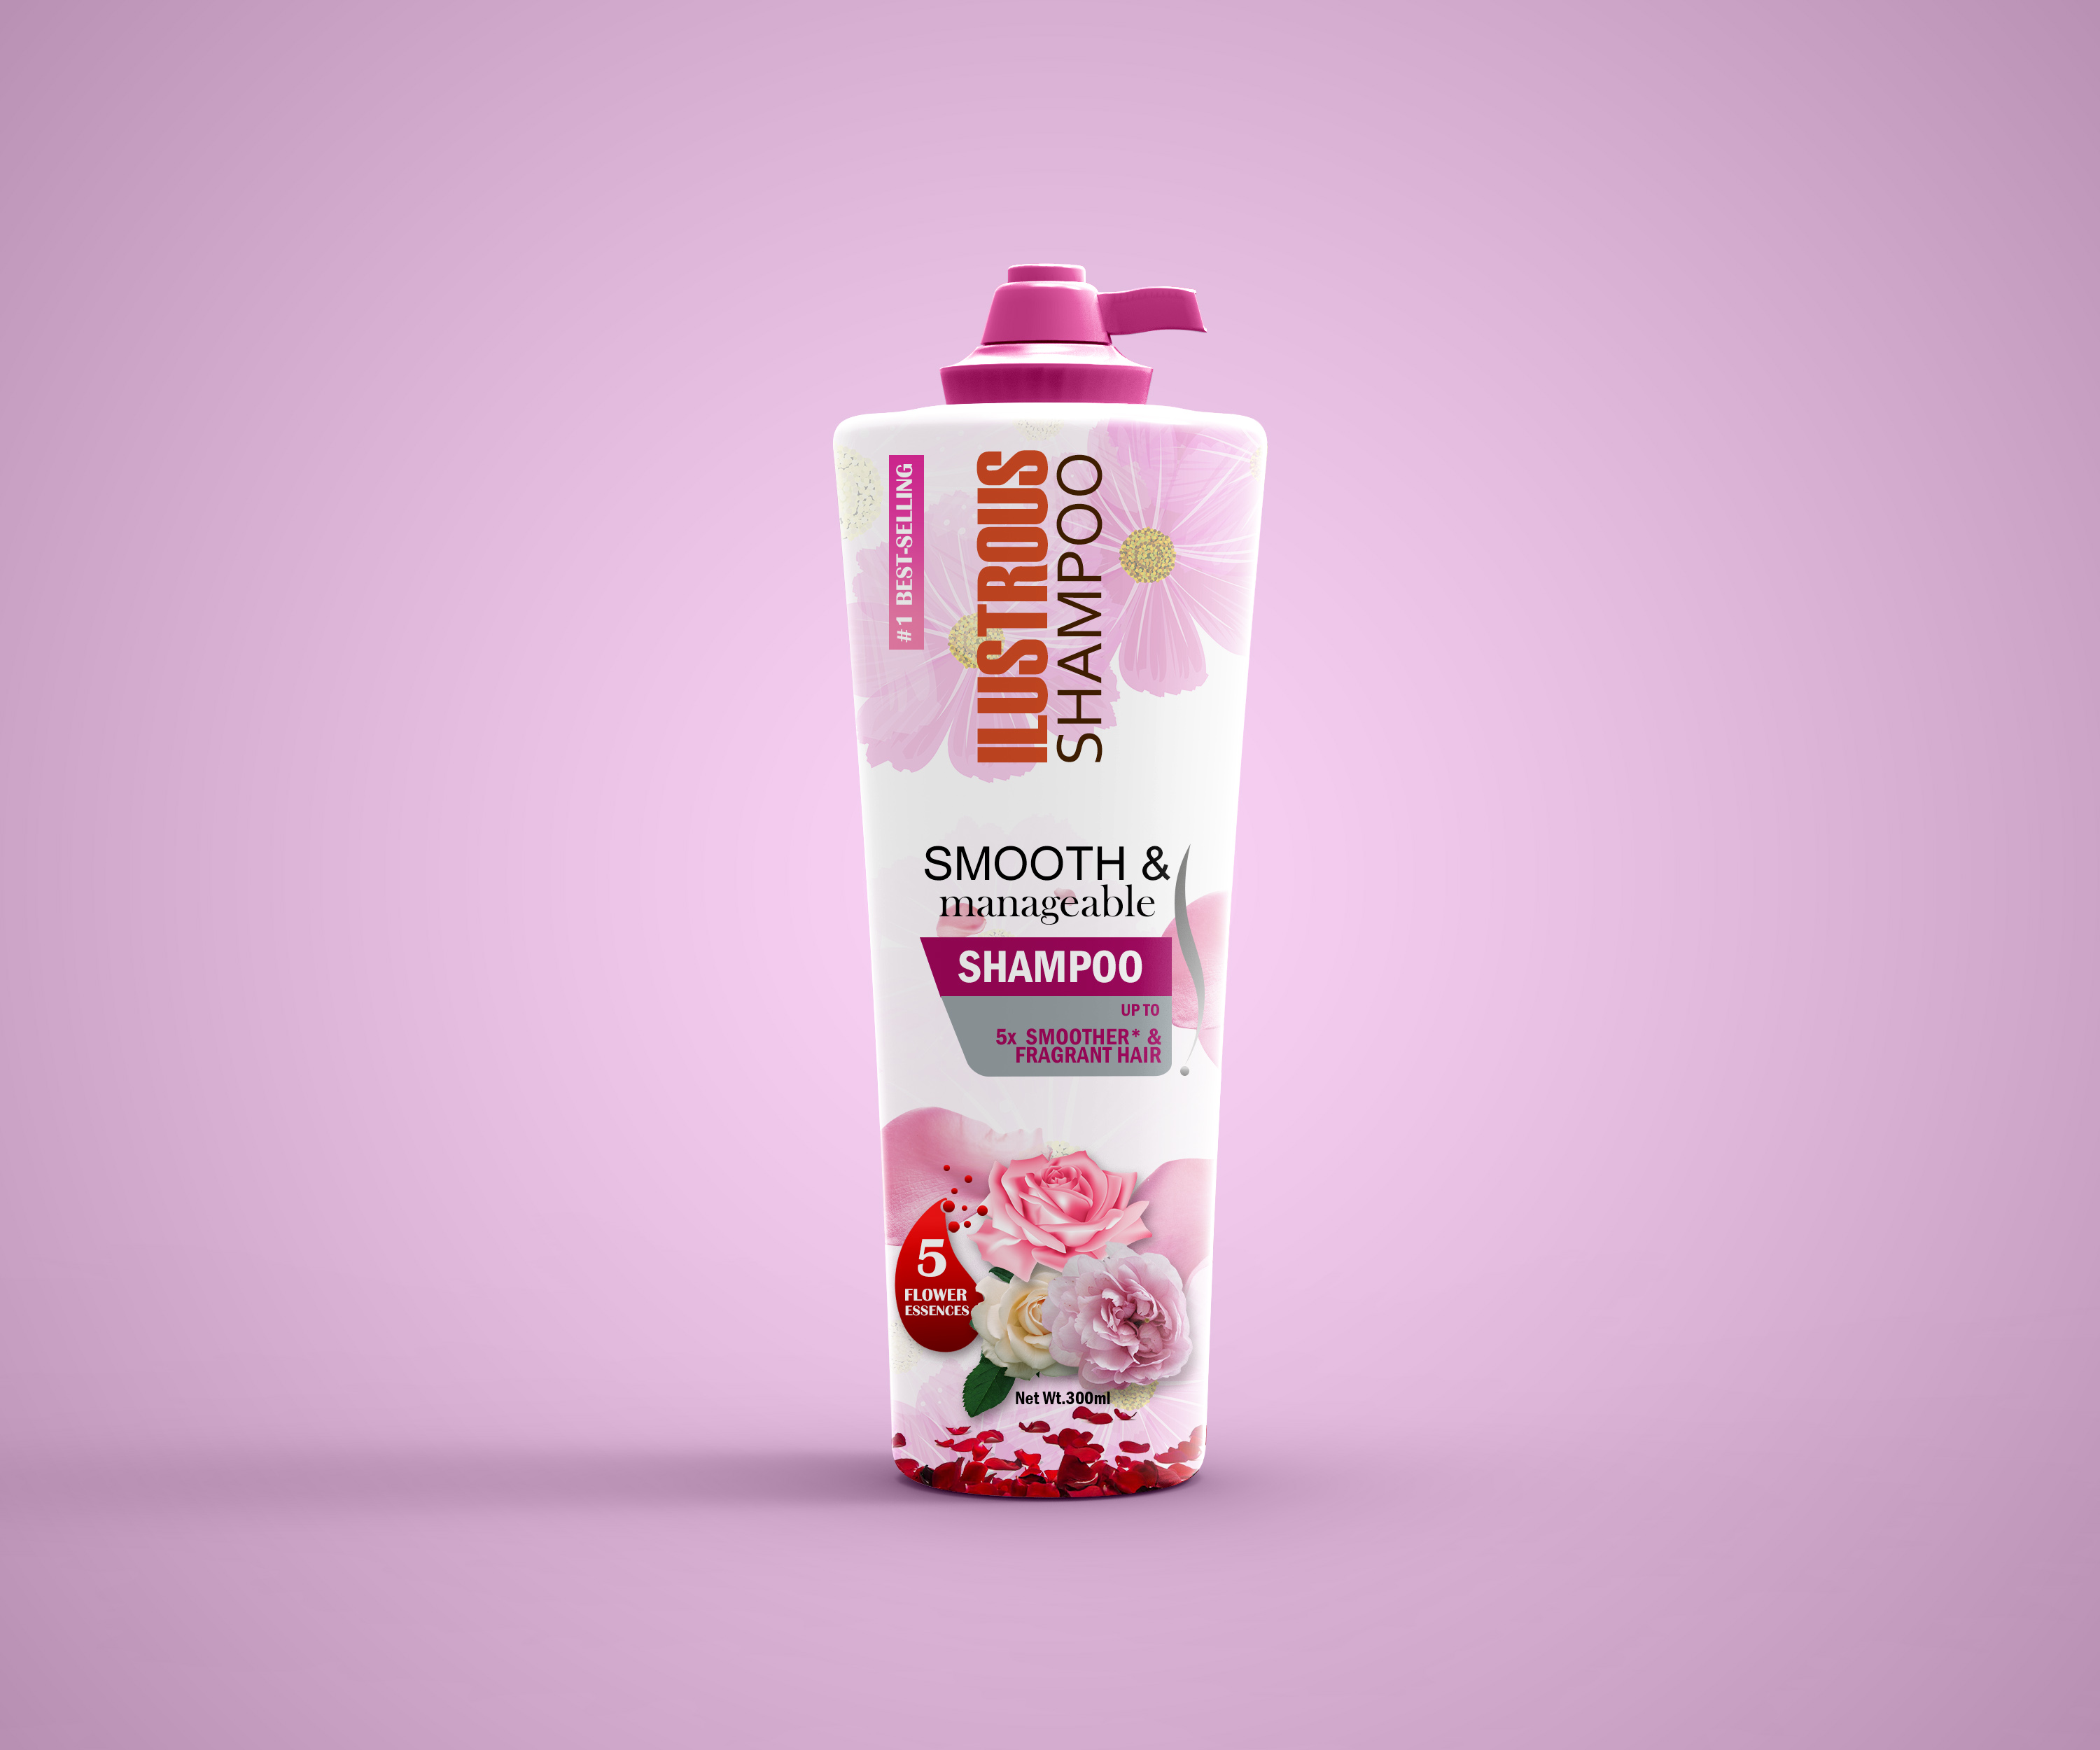 #1 BEST-SELLING
ILUSTROUS
SHAMPOO
SMOOTH &
manageable
SHAMPOO
UP TO
5x SMOOTHER* &
FRAGRANT HAIR
5
FLOWER
ESSENCES
Net Wt.300ml